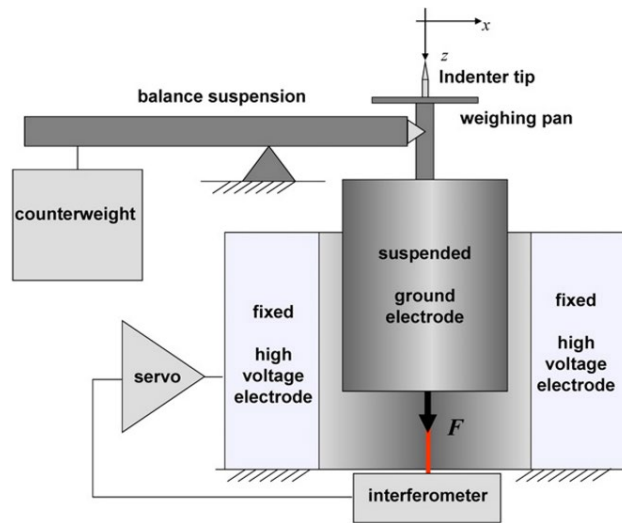 x
z
Indenter tip
balance suspension
weighing pan
counterweight
suspended
ground
electrode
fixed
high
voltage
electrode
fixed
high
voltage
electrode
servo
F
interferometer